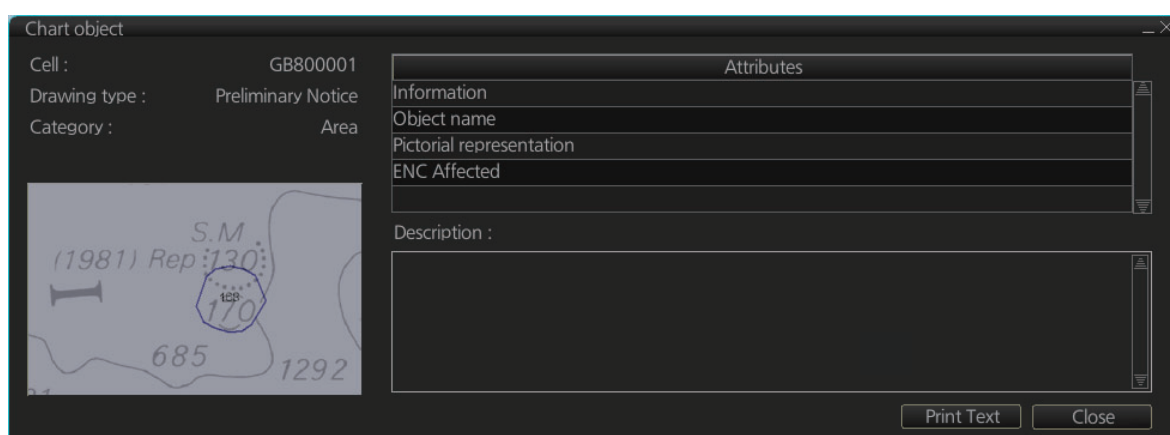 Chart object
Cell : GB800001
Drawing type : Preliminary Notice
Category : Area
Attributes
Information
Object name
Pictorial representation
ENC Affected
S.M
(1981) Rep 130
170
685
1292
Description :
Print Text
Close